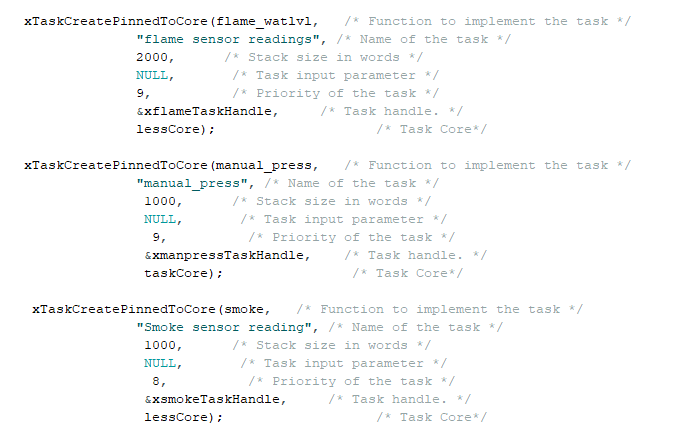 xTaskCreatePinnedToCore(flame_watlvl,   /* Function to implement the task */
"flame sensor readings", /* Name of the task */
2000,      /* Stack size in words */
NULL,       /* Task input parameter */
9,          /* Priority of the task */
&xflameTaskHandle,     /* Task handle. */
lessCore);                    /* Task Core*/
xTaskCreatePinnedToCore(manual_press,   /* Function to implement the task */
"manual_press", /* Name of the task */
1000,      /* Stack size in words */
NULL,       /* Task input parameter */
9,          /* Priority of the task */
&xmanpressTaskHandle,    /* Task handle. */
taskCore);                /* Task Core*/
xTaskCreatePinnedToCore(smoke,   /* Function to implement the task */
"Smoke sensor reading", /* Name of the task */
1000,      /* Stack size in words */
NULL,       /* Task input parameter */
8,          /* Priority of the task */
&xsmokeTaskHandle,     /* Task handle. */
lessCore);                   /* Task Core*/